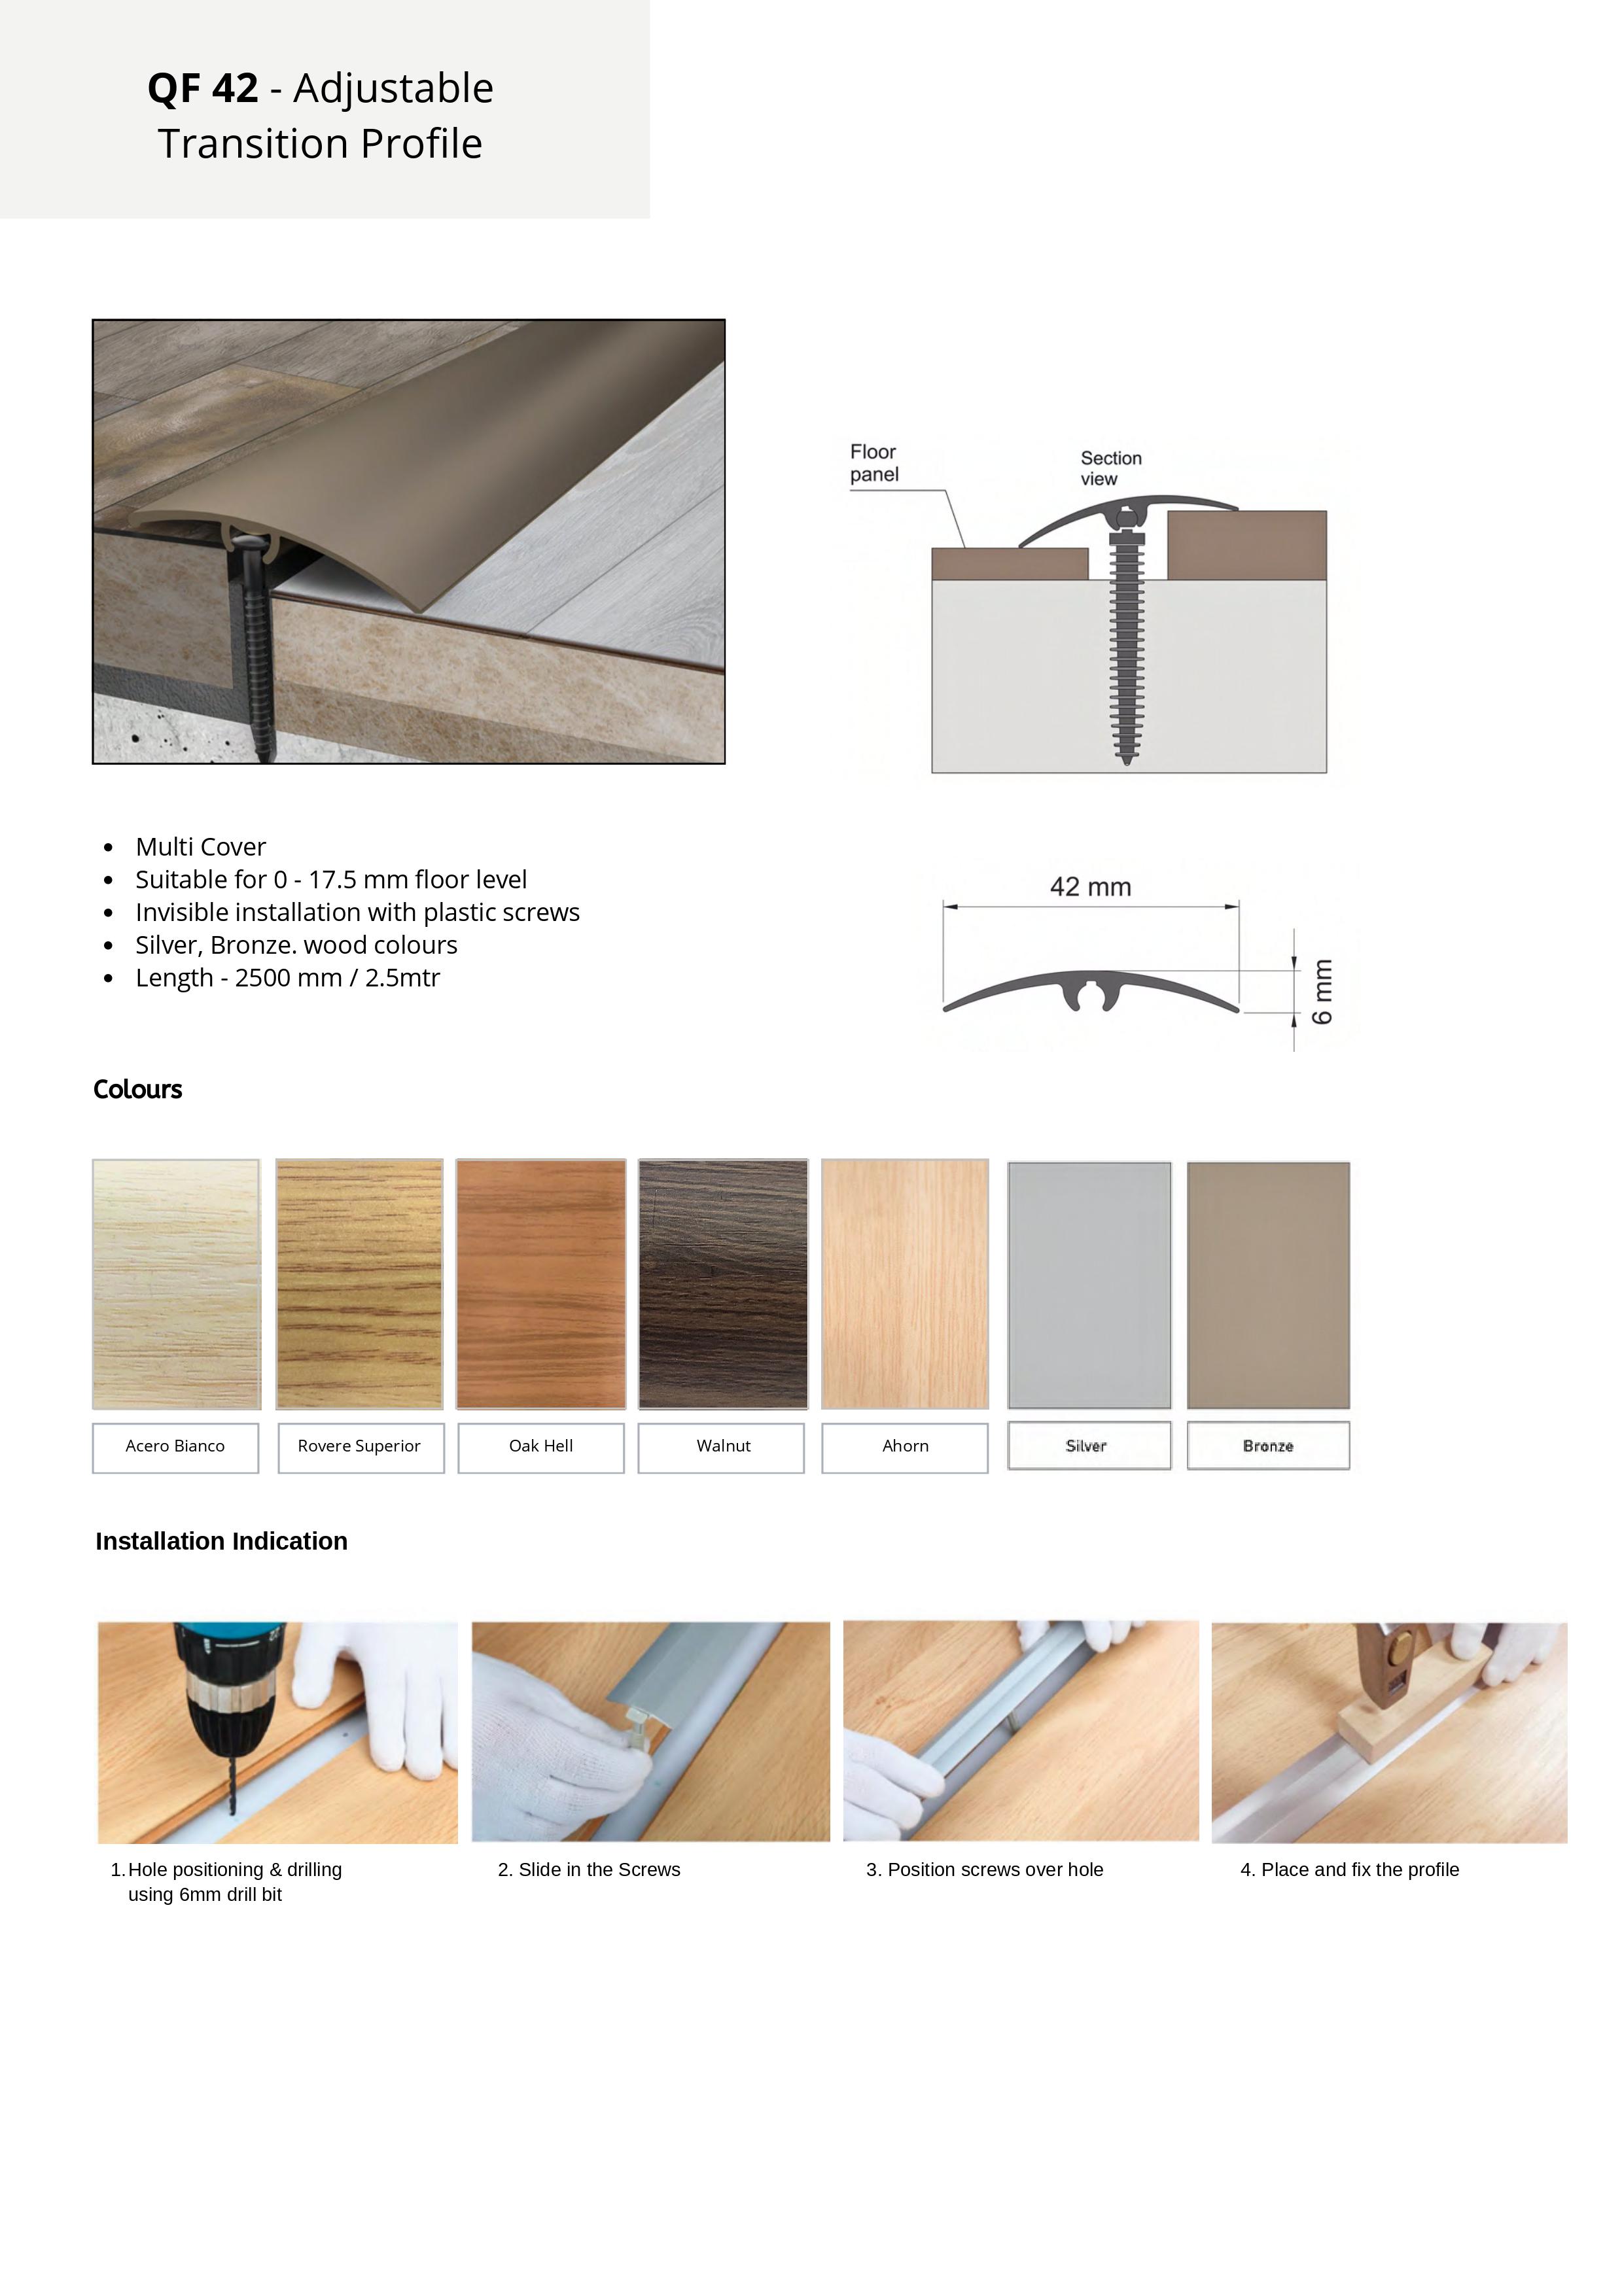 QF 42 - Adjustable
Transition Profile
Floor
panel
Section
view
• Multi Cover
• Suitable for 0 - 17.5 mm floor level
• Invisible installation with plastic screws
• Silver, Bronze. wood colours
• Length - 2500 mm / 2.5mtr
42 mm
6 mm
Colours
Acero Bianco
Rovere Superior
Oak Hell
Walnut
Ahorn
Silver
Bronze
Installation Indication
1. Hole positioning & drilling
using 6mm drill bit
2. Slide in the Screws
3. Position screws over hole
4. Place and fix the profile